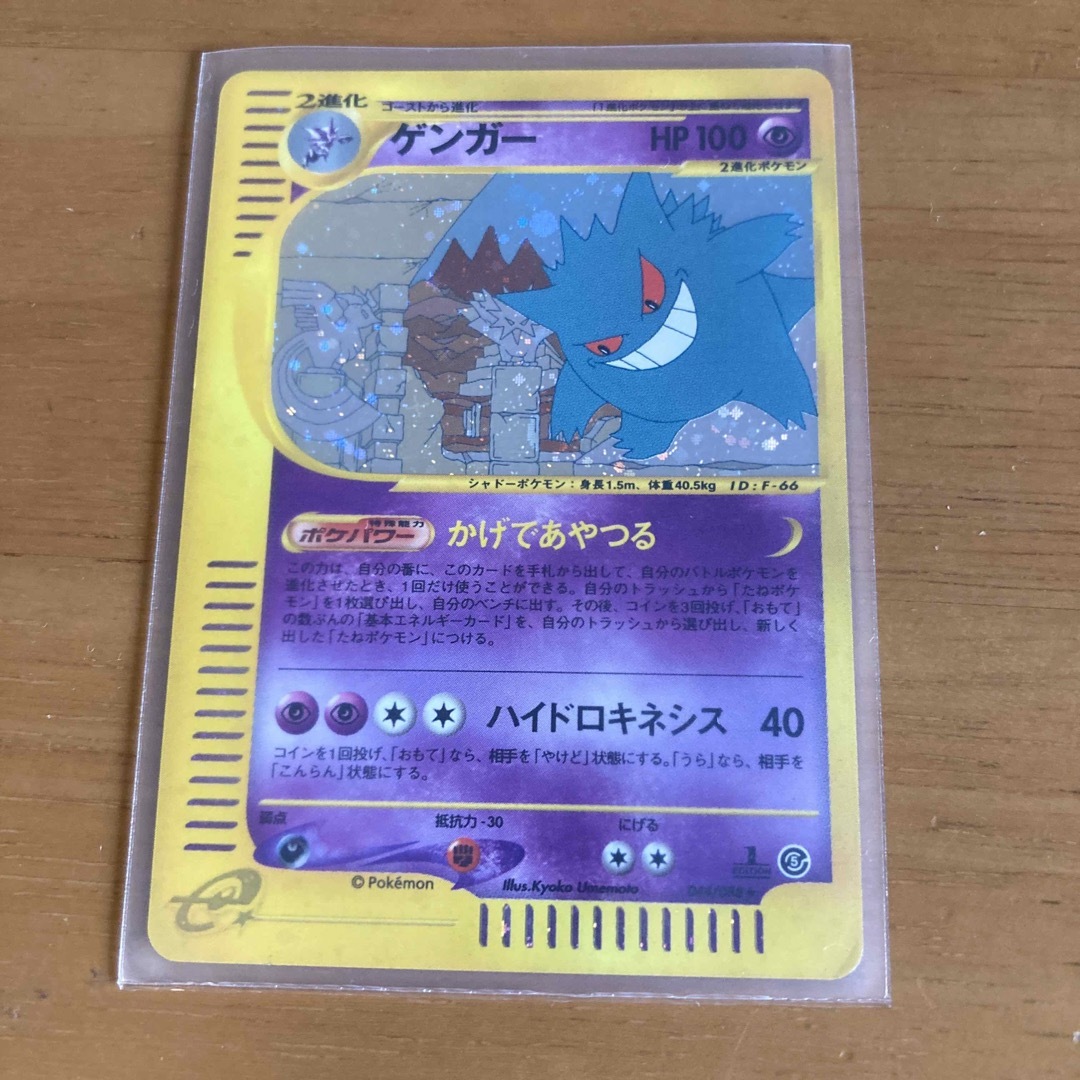 2進化
ゴーストから進化
ゲンガー HP 100
2進化ポケモン
シャドーポケモン：身長1.5m、体重40.5kg ID：F-66
特殊能力
ポケパワー かげであやつる
この力は、自分の番に、このカードを手札から出して、自分のバトルポケモンを
進化させたとき、1回だけ使うことができる。自分のトラッシュから「たねポケ
モン」を1枚選び出し、自分のベンチに出す。その後、コインを3回投げ、「おもて」
の数ぶんの「基本エネルギーカード」を、自分のトラッシュから選び出し、新しく
出した「たねポケモン」につける。
ハイドロキネシス 40
コインを1回投げ、「おもて」なら、相手を「やけど」状態にする。「うら」なら、相手を
「こんらん」状態にする。
弱点 抵抗力 -30 にげる
1
EDITION
5
© Pokémon Illus.Kyoko Umemoto
e